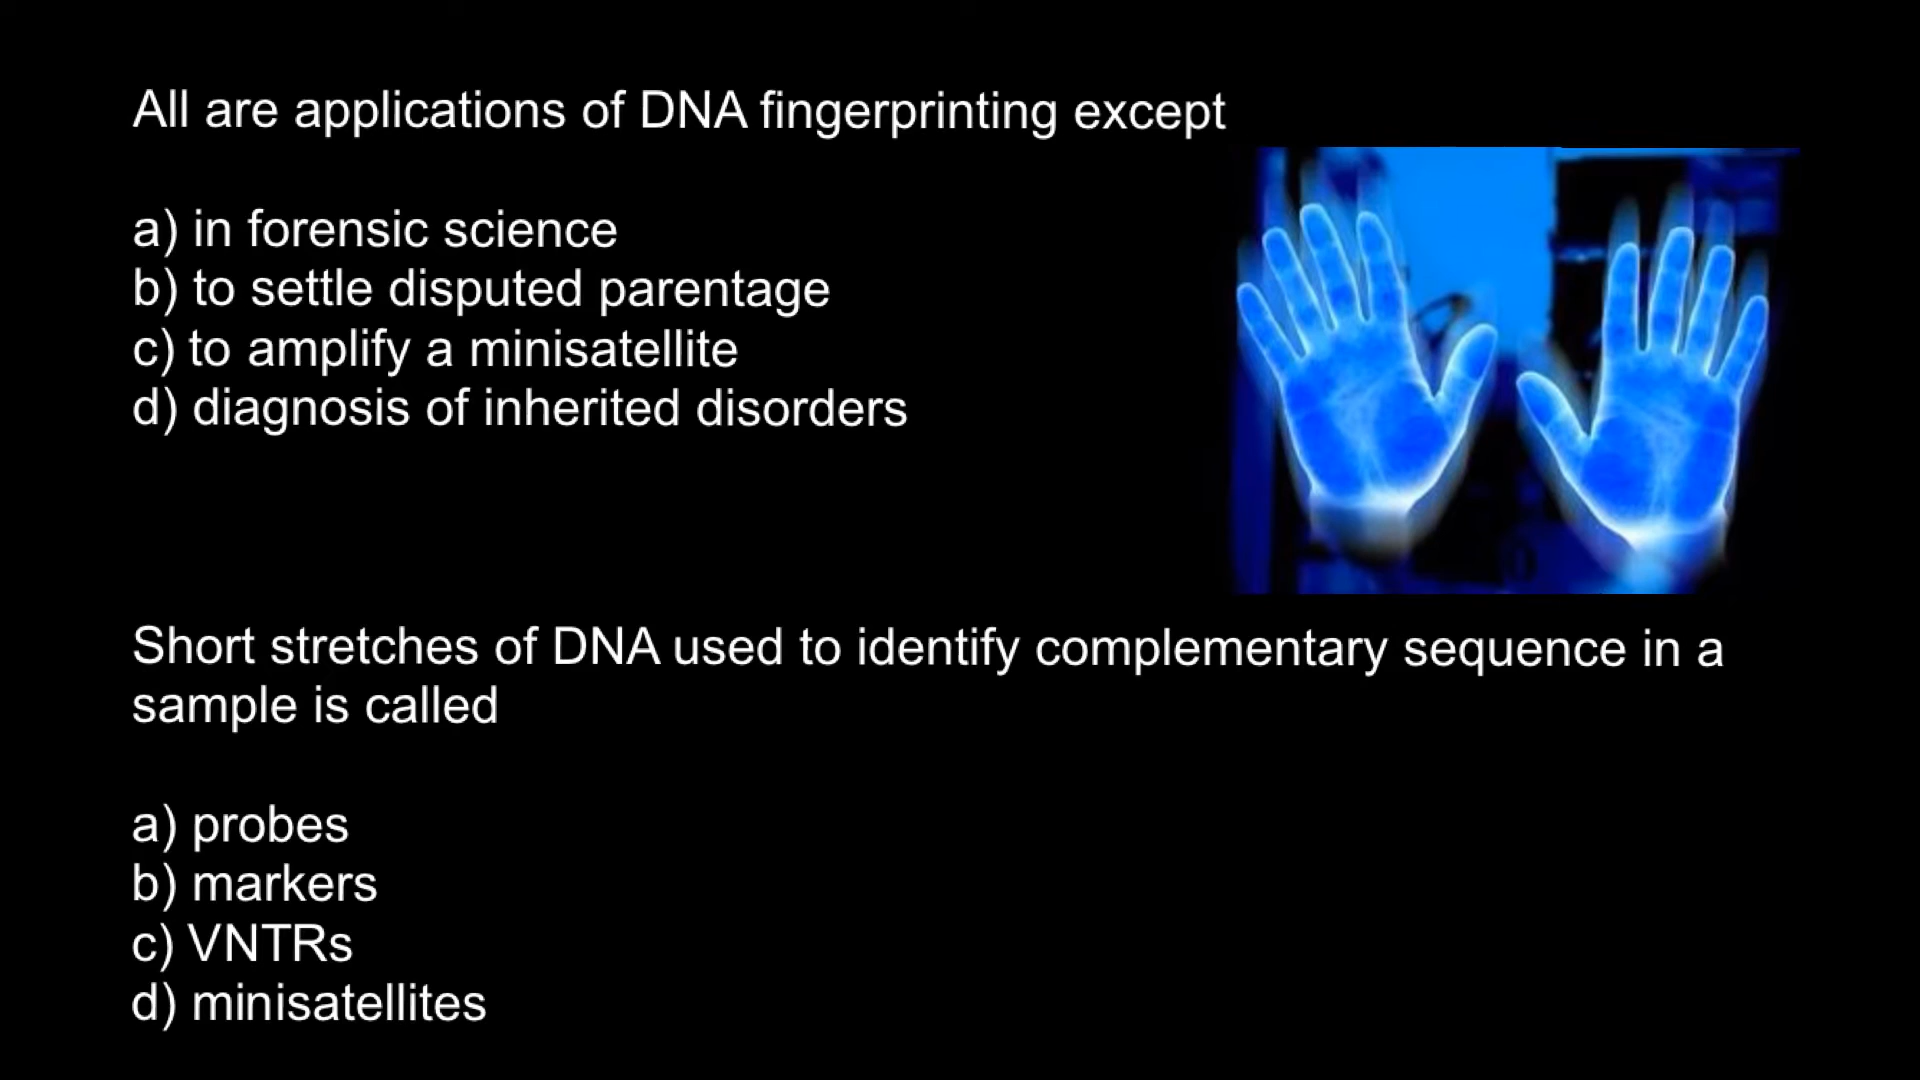 All are applications of DNA fingerprinting except
a) in forensic science
b) to settle disputed parentage
c) to amplify a minisatellite
d) diagnosis of inherited disorders
Short stretches of DNA used to identify complementary sequence in a
sample is called
a) probes
b) markers
c) VNTRs
d) minisatellites